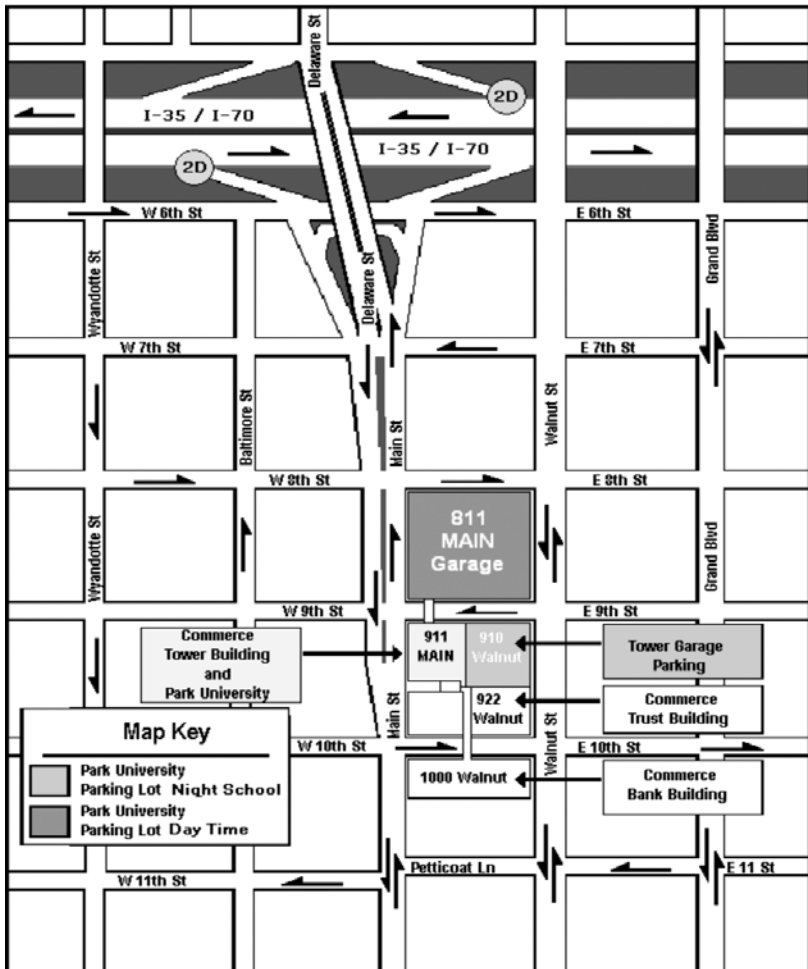 Delaware St
2D
I-35 / I-70
I-35 / I-70
2D
W 6th St
E 6th St
Wyandotte St
Delaware St
Grand Blvd
W 7th St
E 7th St
Baltimore St
Main St
Walnut St
W 8th St
E 8th St
Wyandotte St
811
MAIN
Garage
Grand Blvd
W 9th St
E 9th St
Commerce
Tower Building
and
Park University
911
MAIN
910
Walnut
Tower Garage
Parking
922
Walnut
Commerce
Trust Building
Main St
Walnut St
Map Key
Park University
Parking Lot Night School
Park University
Parking Lot Day Time
W 10th St
E 10th St
1000 Walnut
Commerce
Bank Building
Petticoat Ln
W 11th St
E 11 St